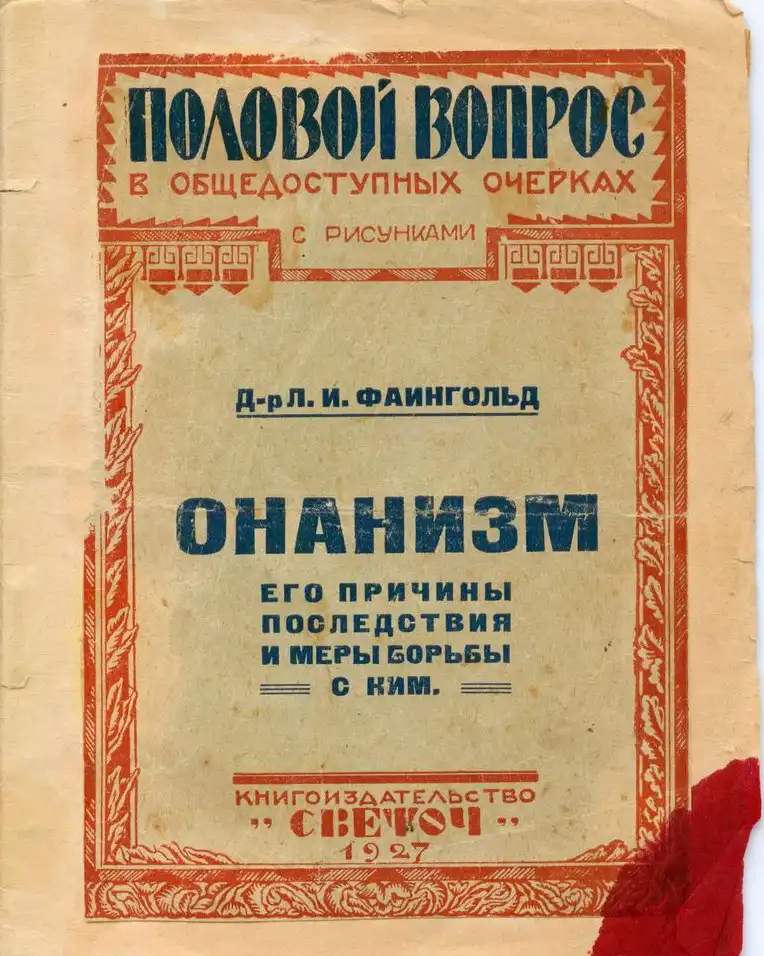 ПОЛОВОЙ ВОПРОС
В ОБЩЕДОСТУПНЫХ ОЧЕРКАХ
С РИСУНКАМИ
Д-р Л. И. ФАИНГОЛЬД
ОНАНИЗМ
ЕГО ПРИЧИНЫ
ПОСЛЕДСТВИЯ
И МЕРЫ БОРЬБЫ
С НИМ.
КНИГОИЗДАТЕЛЬСТВО
„ СВЕТОЧ "
1927